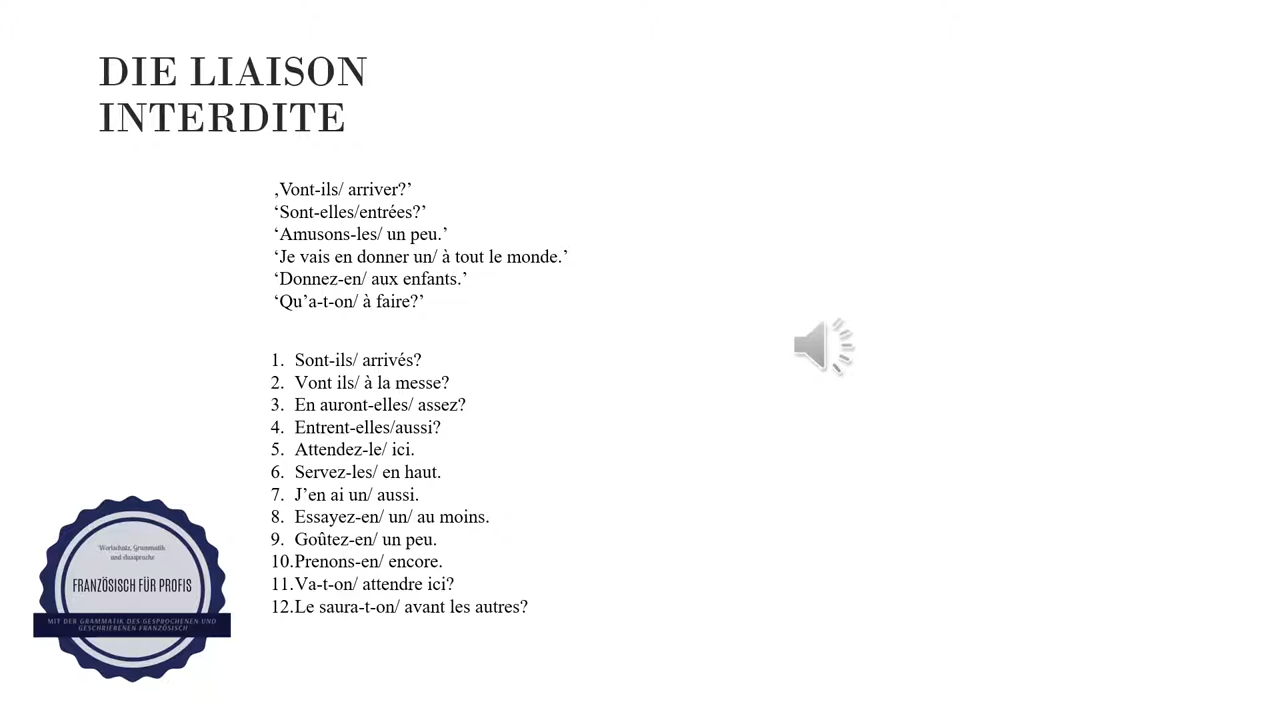 DIE LIAISON
INTERDITE
‚Vont-ils/ arriver?’
‘Sont-elles/entrées?’
‘Amusons-les/ un peu.’
‘Je vais en donner un/ à tout le monde.’
‘Donnez-en/ aux enfants.’
‘Qu’a-t-on/ à faire?’
1. Sont-ils/ arrivés?
2. Vont ils/ à la messe?
3. En auront-elles/ assez?
4. Entrent-elles/aussi?
5. Attendez-le/ ici.
6. Servez-les/ en haut.
7. J’en ai un/ aussi.
8. Essayez-en/ un/ au moins.
9. Goûtez-en/ un peu.
10.Prenons-en/ encore.
11.Va-t-on/ attendre ici?
12.Le saura-t-on/ avant les autres?
Wortschatz, Grammatik
und Aussprache
FRANZÖSISCH FÜR PROFIS
MIT DER GRAMMATIK DES GESPROCHENEN UND
GESCHRIEBENEN FRANZÖSISCH